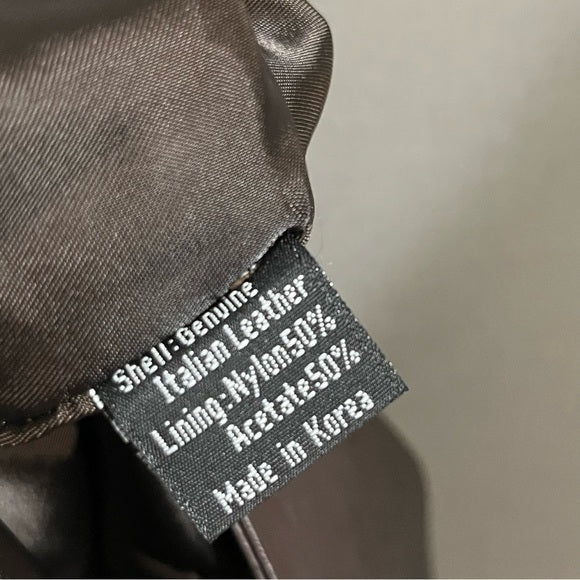 Shell:Genuine
Italian Leather
Lining:Nylon50%
Acetate50%
Made in Korea